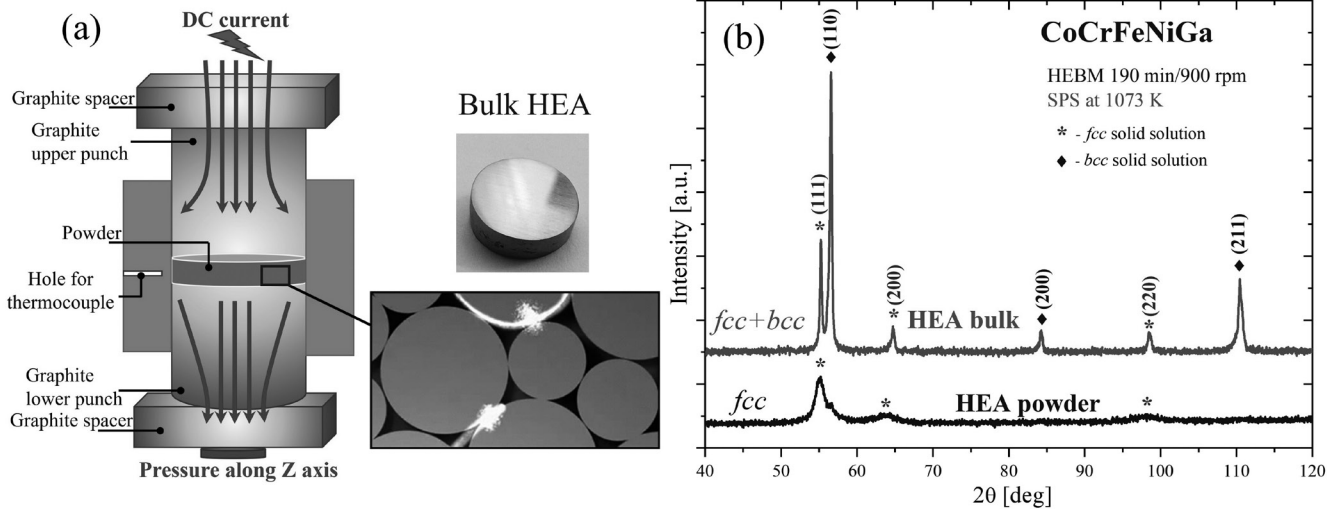 (a)
DC current
Graphite spacer
Graphite
upper punch
Powder
Hole for
thermocouple
Graphite
lower punch
Graphite spacer
Pressure along Z axis
Bulk HEA
(b)
CoCrFeNiGa
HEBM 190 min/900 rpm
SPS at 1073 K
* - fcc solid solution
◆ - bcc solid solution
Intensity [a.u.]
* (111)
◆ (110)
* (200)
◆ (200)
* (220)
◆ (211)
fcc+bcc
HEA bulk
fcc
HEA powder
*
*
*
40 50 60 70 80 90 100 110 120
2θ [deg]